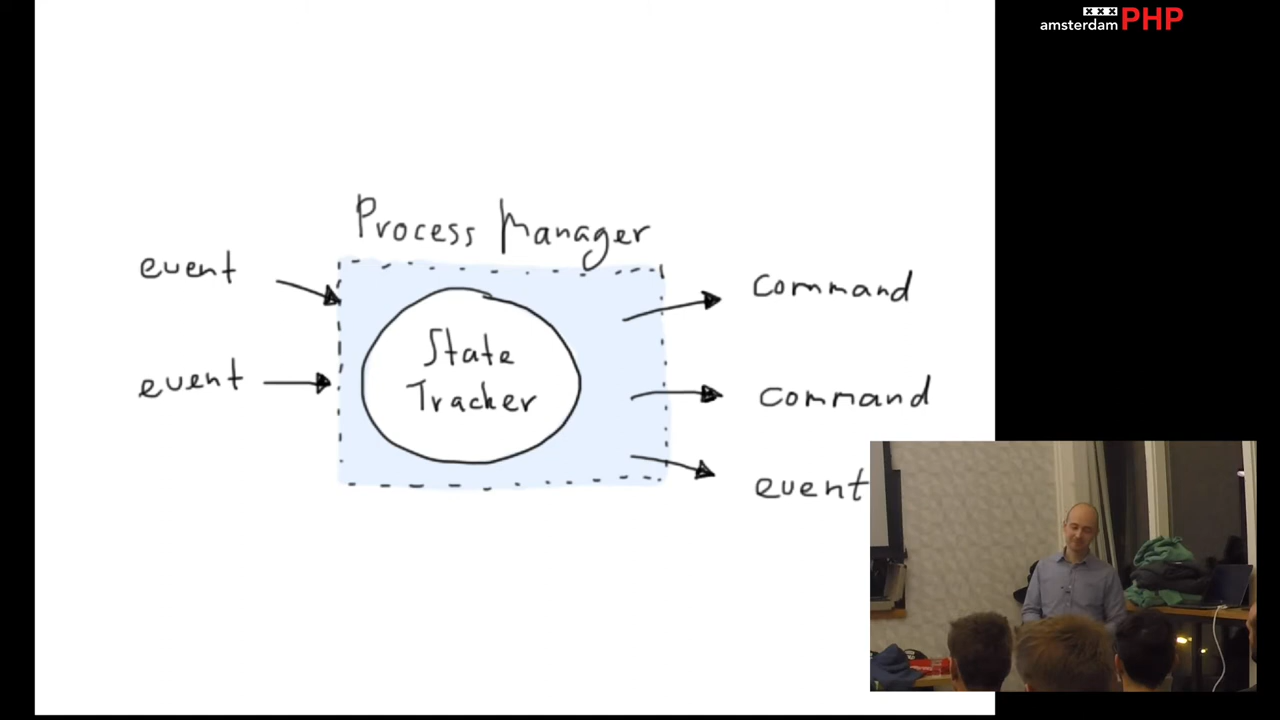 amsterdamPHP
Process Manager
event
event
State
Tracker
command
command
event